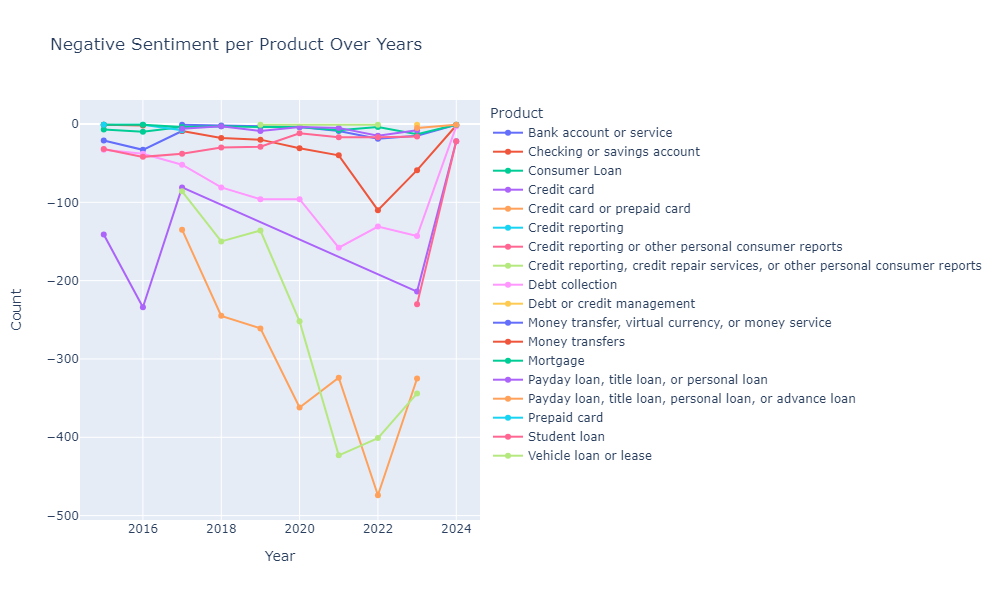 Negative Sentiment per Product Over Years
Product
Bank account or service
Checking or savings account
Consumer Loan
Credit card
Credit card or prepaid card
Credit reporting
Credit reporting or other personal consumer reports
Credit reporting, credit repair services, or other personal consumer reports
Debt collection
Debt or credit management
Money transfer, virtual currency, or money service
Money transfers
Mortgage
Payday loan, title loan, or personal loan
Payday loan, title loan, personal loan, or advance loan
Prepaid card
Student loan
Vehicle loan or lease
0
−100
−200
−300
−400
−500
Count
2016 2018 2020 2022 2024
Year